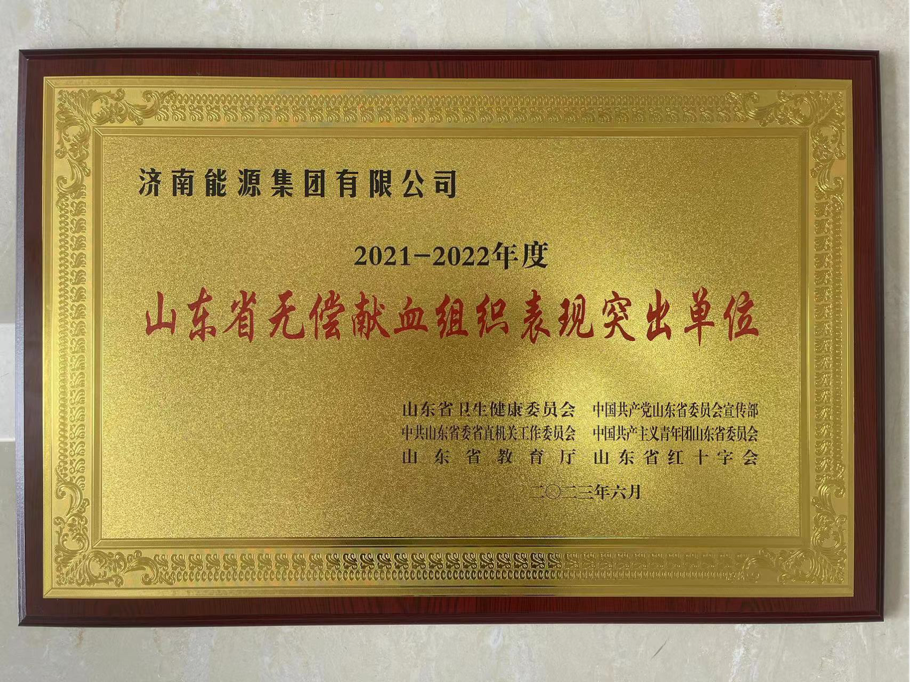 济南能源集团有限公司
2021-2022年度
山东省无偿献血组织表现突出单位
山东省卫生健康委员会 中国共产党山东省委员会宣传部
中共山东省委省直机关工作委员会 中国共产主义青年团山东省委员会
山东省教育厅 山东省红十字会
二〇二三年六月